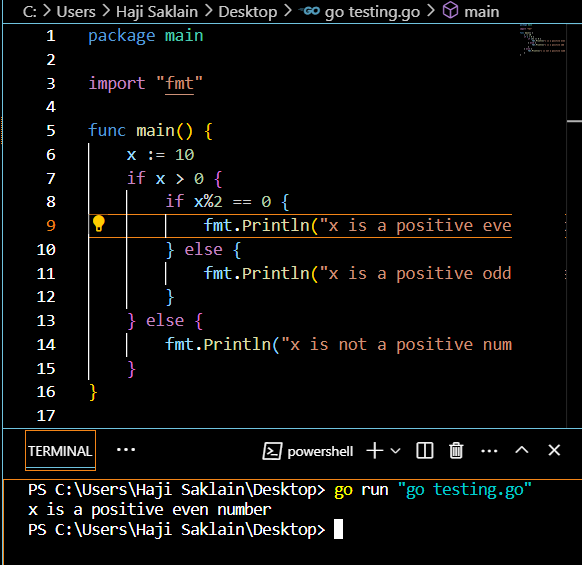 C: > Users > Haji Saklain > Desktop > GO go testing.go > main
1 package main
2
3 import "fmt"
4
5 func main() {
6 x := 10
7 if x > 0 {
8 if x%2 == 0 {
9 fmt.Println("x is a positive eve
10 } else {
11 fmt.Println("x is a positive odd
12 }
13 } else {
14 fmt.Println("x is not a positive num
15 }
16 }
17
TERMINAL ··· powershell
PS C:\Users\Haji Saklain\Desktop> go run "go testing.go"
x is a positive even number
PS C:\Users\Haji Saklain\Desktop>